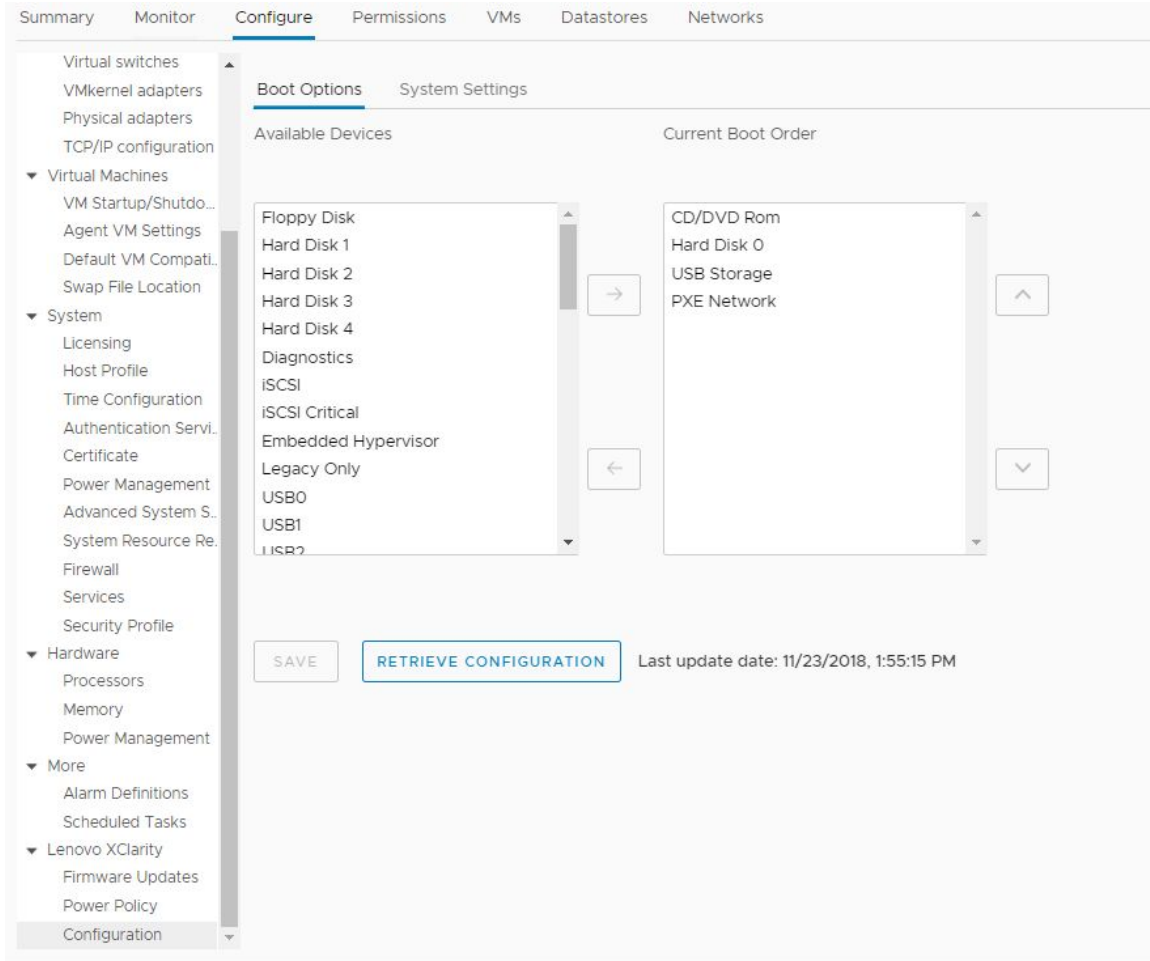 Summary Monitor Configure Permissions VMs Datastores Networks
Virtual switches
VMkernel adapters
Physical adapters
TCP/IP configuration
Virtual Machines
VM Startup/Shutdo...
Agent VM Settings
Default VM Compati..
Swap File Location
System
Licensing
Host Profile
Time Configuration
Authentication Servi..
Certificate
Power Management
Advanced System S..
System Resource Re.
Firewall
Services
Security Profile
Hardware
Processors
Memory
Power Management
More
Alarm Definitions
Scheduled Tasks
Lenovo XClarity
Firmware Updates
Power Policy
Configuration
Boot Options System Settings
Available Devices
Floppy Disk
Hard Disk 1
Hard Disk 2
Hard Disk 3
Hard Disk 4
Diagnostics
iSCSI
iSCSI Critical
Embedded Hypervisor
Legacy Only
USB0
USB1
USB2
Current Boot Order
CD/DVD Rom
Hard Disk 0
USB Storage
PXE Network
SAVE RETRIEVE CONFIGURATION Last update date: 11/23/2018, 1:55:15 PM